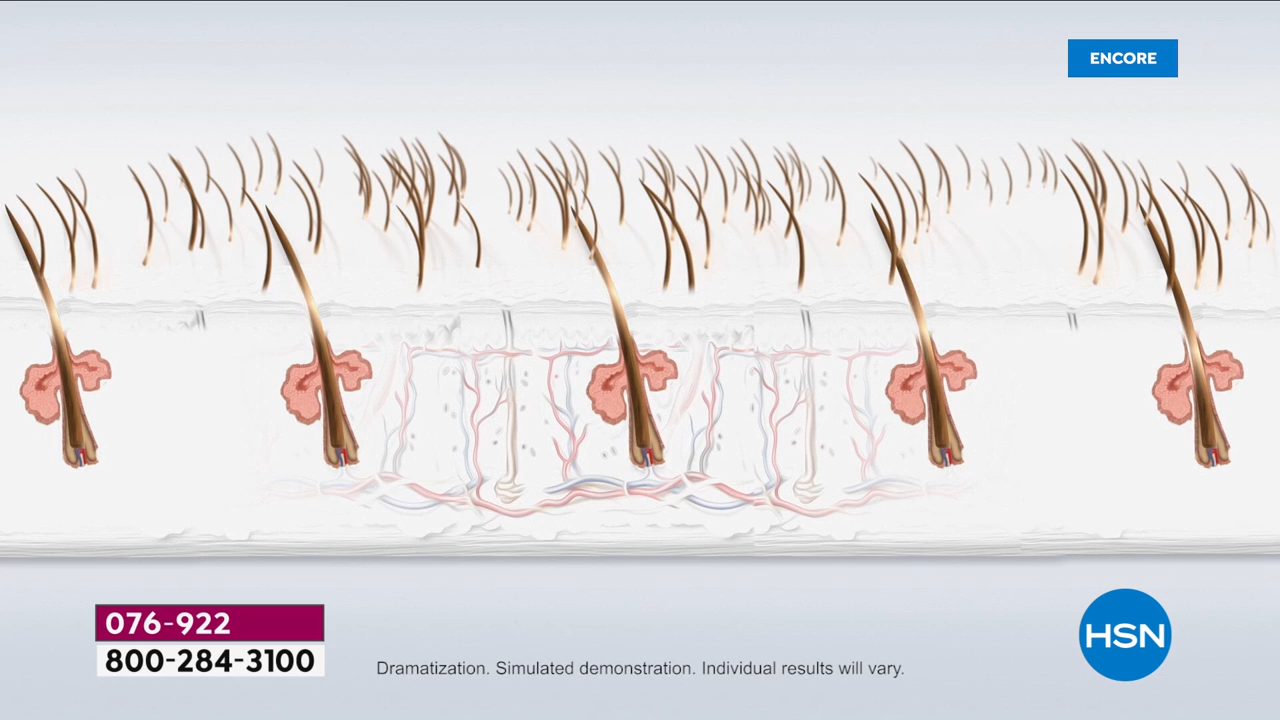 ENCORE
076-922
800-284-3100
Dramatization. Simulated demonstration. Individual results will vary.
HSN